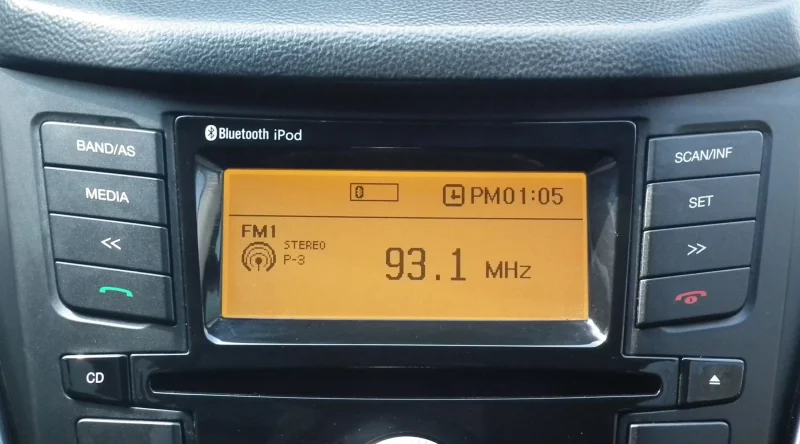 Bluetooth iPod
BAND/AS
MEDIA
<<
CD
PM01:05
FM1
STEREO
P-3
93.1 MHz
SCAN/INF
SET
>>